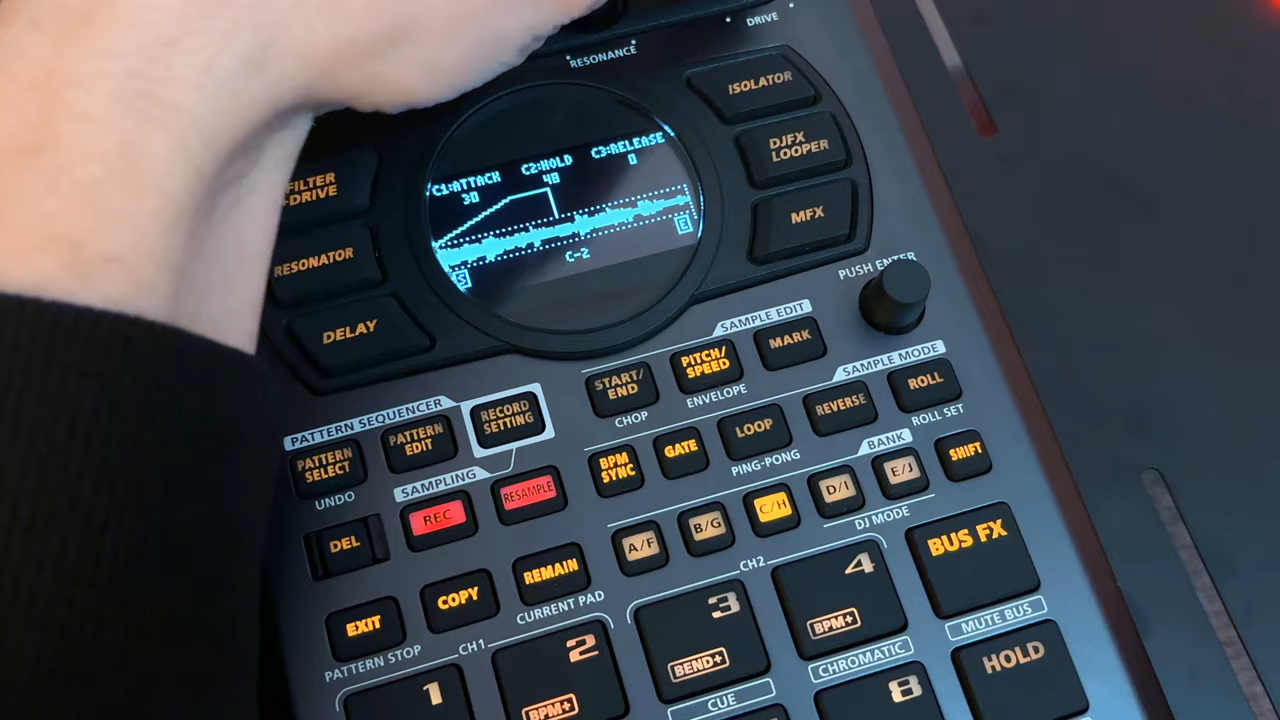 DRIVE
RESONANCE
ISOLATOR
DJFX
LOOPER
MFX
FILTER
+DRIVE
RESONATOR
DELAY
C1:ATTACK
30
C2:HOLD
48
C3:RELEASE
0
S
E
C-2
PUSH ENTER
SAMPLE EDIT
START/
END
PITCH/
SPEED
MARK
CHOP
ENVELOPE
SAMPLE MODE
BPM
SYNC
GATE
LOOP
REVERSE
ROLL
PING-PONG
ROLL SET
PATTERN SEQUENCER
PATTERN
SELECT
PATTERN
EDIT
RECORD
SETTING
UNDO
SAMPLING
REC
RESAMPLE
BANK
A/F
B/G
C/H
D/I
E/J
SHIFT
DJ MODE
DEL
EXIT
COPY
REMAIN
PATTERN STOP
CURRENT PAD
BUS FX
MUTE BUS
HOLD
CH1
CH2
1
2
BPM+
3
BEND+
4
BPM+
CUE
CHROMATIC
8